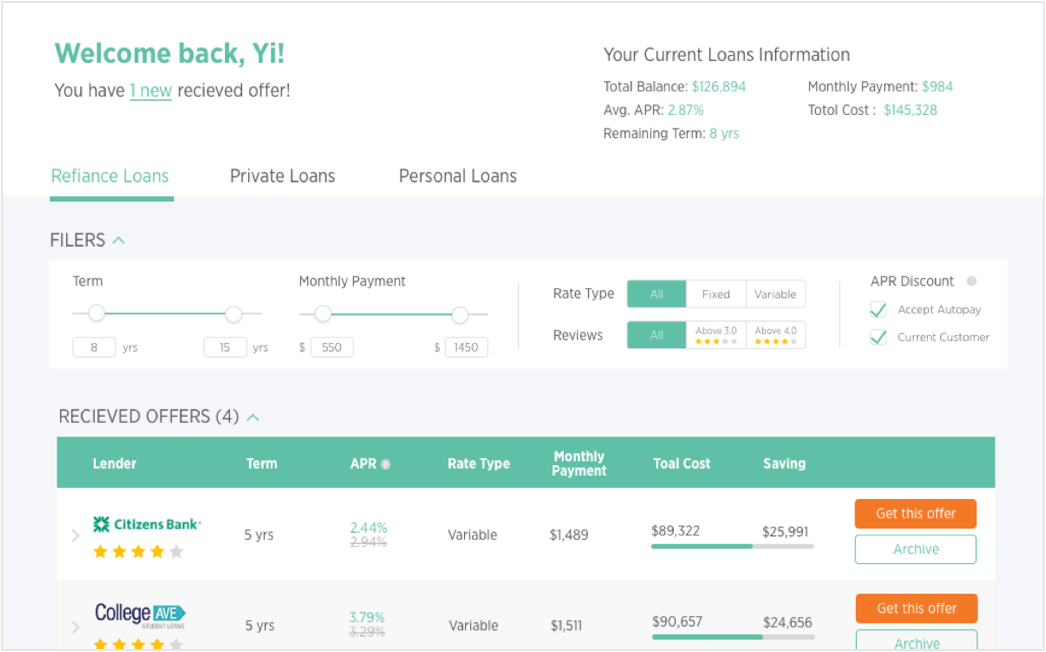 Welcome back, Yi!
You have 1 new recieved offer!
Your Current Loans Information
Total Balance: $126,894
Monthly Payment: $984
Avg. APR: 2.87%
Totol Cost : $145,328
Remaining Term: 8 yrs
Refiance Loans
Private Loans
Personal Loans
FILERS
Term
Monthly Payment
8 yrs
15 yrs
$ 550
$ 1450
Rate Type
All
Fixed
Variable
Reviews
All
Above 3.0
Above 4.0
APR Discount
Accept Autopay
Current Customer
RECIEVED OFFERS (4)
Lender
Term
APR
Rate Type
Monthly
Payment
Toal Cost
Saving
Citizens Bank
5 yrs
2.44%
2.94%
Variable
$1,489
$89,322
$25,991
Get this offer
Archive
College AVE
STUDENT LOANS
5 yrs
3.79%
3.29%
Variable
$1,511
$90,657
$24,656
Get this offer
Archive